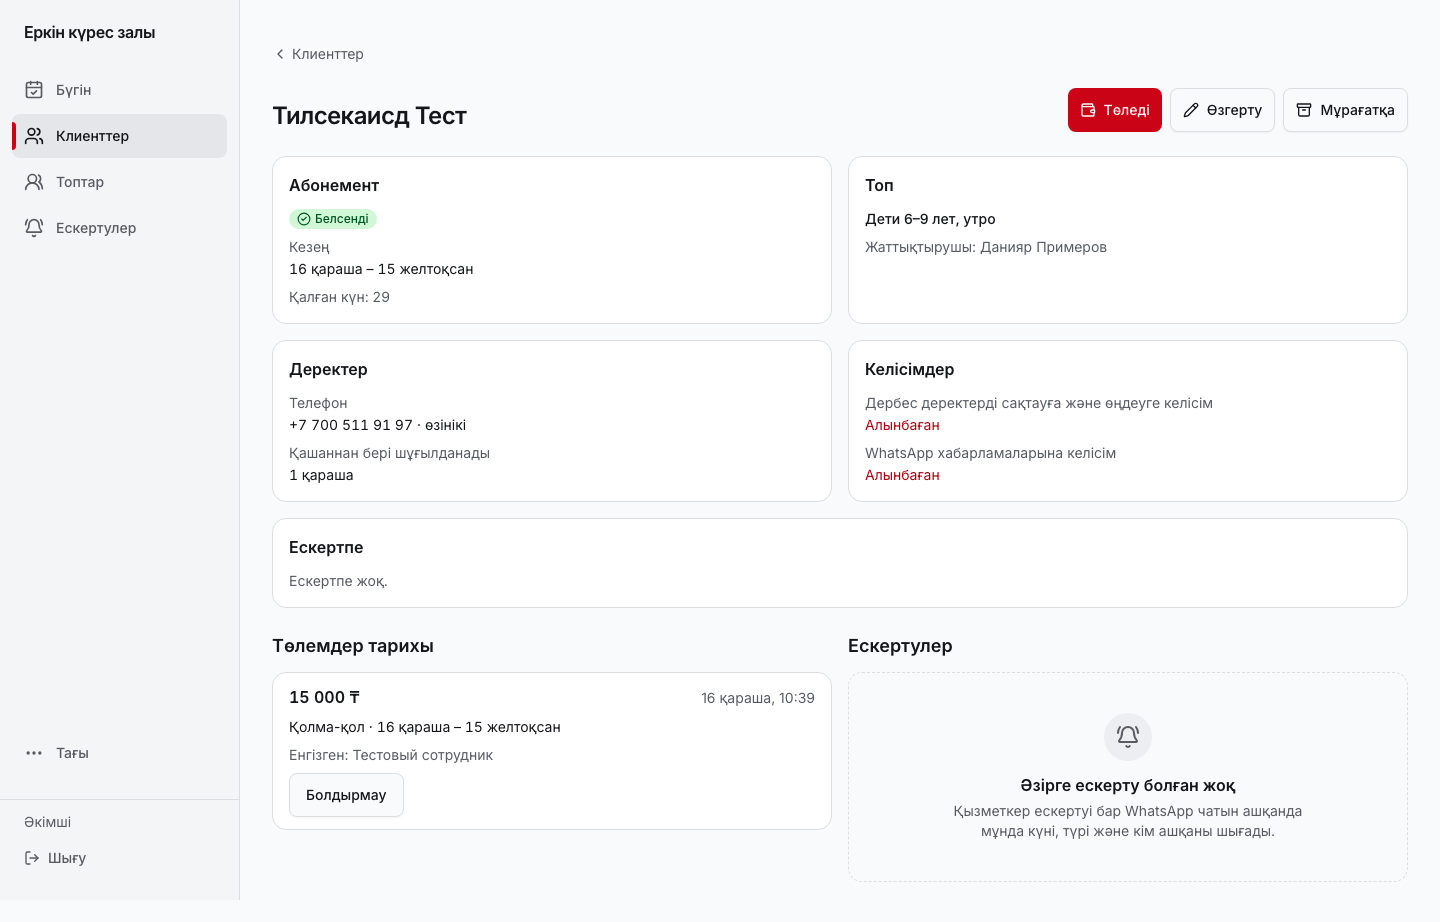 Еркін күрес залы
Бүгін
Клиенттер
Топтар
Ескертулер
Тағы
Әкімші
Шығу
Клиенттер
Тилсекаисд Тест
Төледі
Өзгерту
Мұрағатқа
Абонемент
Белсенді
Кезең
16 қараша – 15 желтоқсан
Қалған күн: 29
Топ
Дети 6–9 лет, утро
Жаттықтырушы: Данияр Примеров
Деректер
Телефон
+7 700 511 91 97 · өзінікі
Қашаннан бері шұғылданады
1 қараша
Келісімдер
Дербес деректерді сақтауға және өңдеуге келісім
Алынбаған
WhatsApp хабарламаларына келісім
Алынбаған
Ескертпе
Ескертпе жоқ.
Төлемдер тарихы
15 000 ₸
16 қараша, 10:39
Қолма-қол · 16 қараша – 15 желтоқсан
Енгізген: Тестовый сотрудник
Болдырмау
Ескертулер
Әзірге ескерту болған жоқ
Қызметкер ескертуі бар WhatsApp чатын ашқанда
мұнда күні, түрі және кім ашқаны шығады.